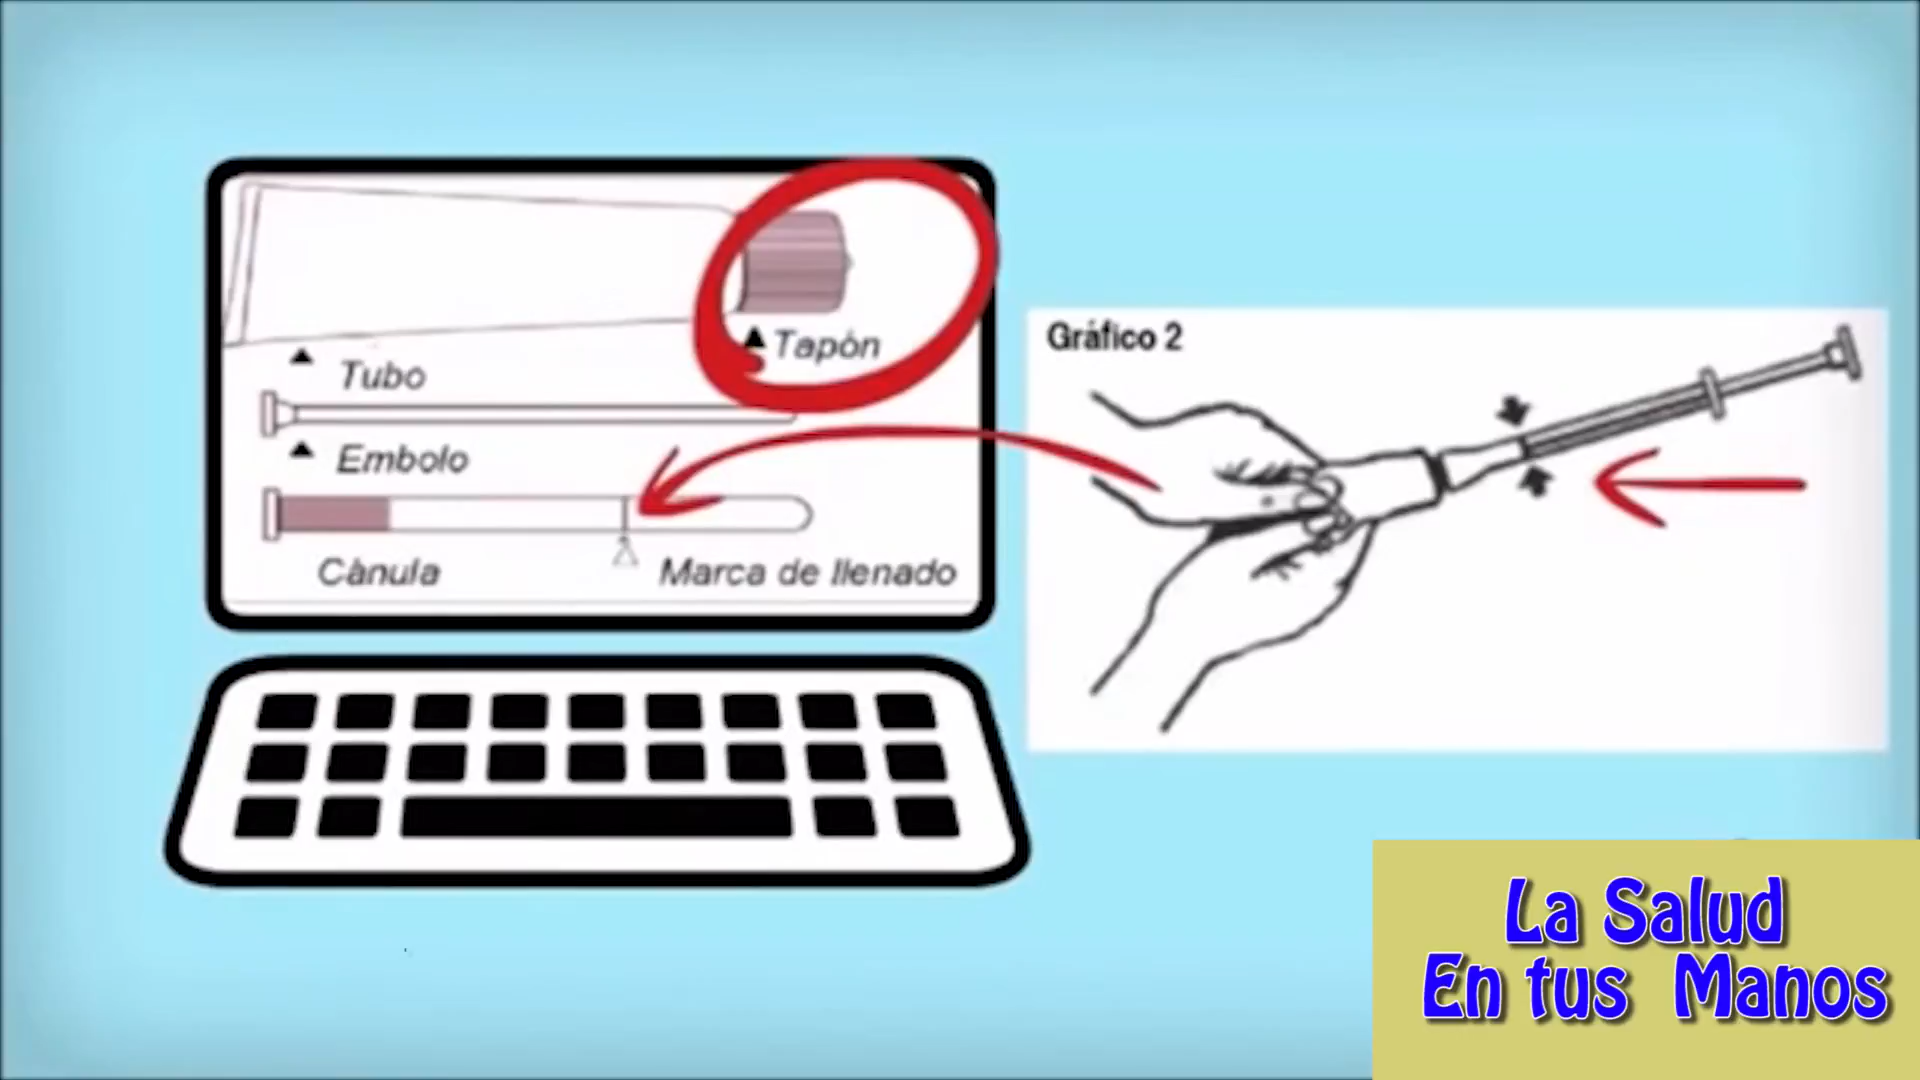 Tapón
Tubo
Embolo
Cànula
Marca de llenado
Gráfico 2
La Salud
En tus Manos